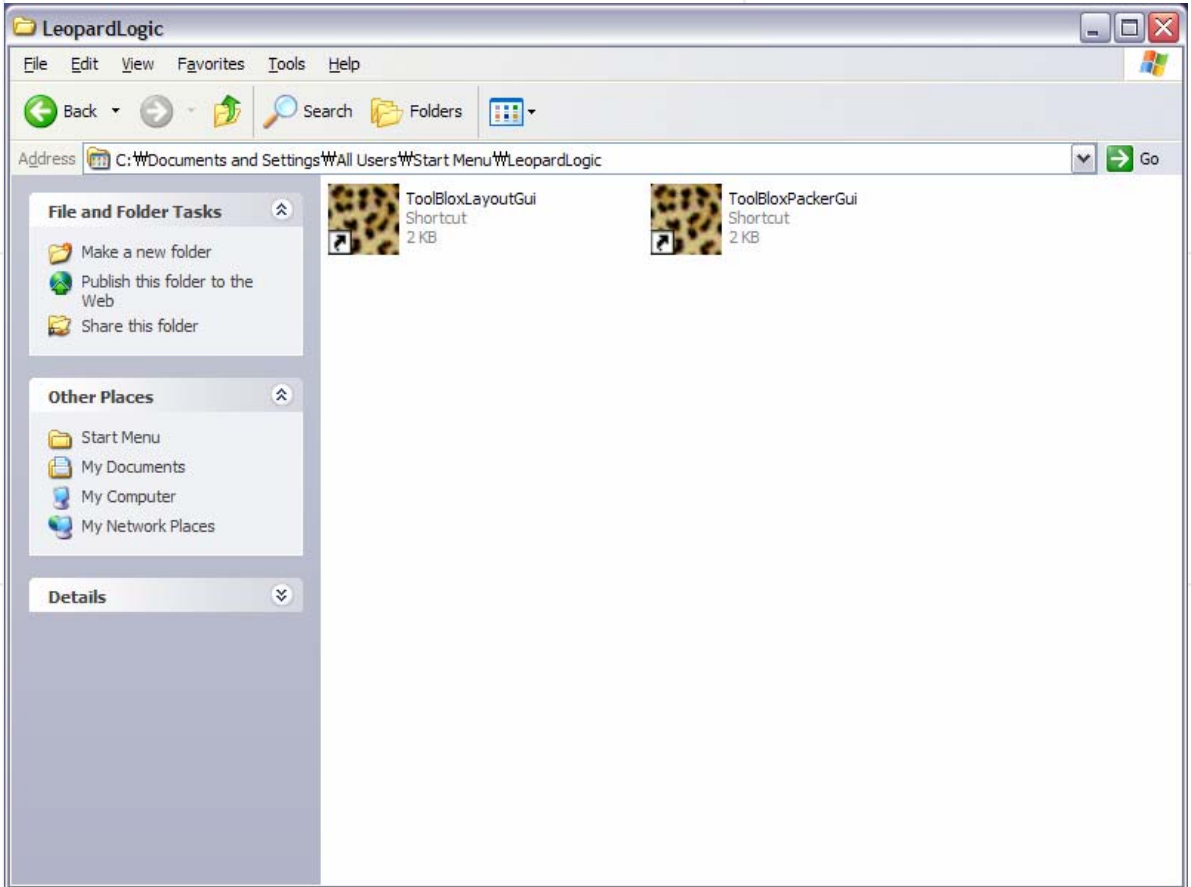 LeopardLogic
File Edit View Favorites Tools Help
Back Search Folders
Address C:₩Documents and Settings₩All Users₩Start Menu₩LeopardLogic Go
File and Folder Tasks
Make a new folder
Publish this folder to the
Web
Share this folder
Other Places
Start Menu
My Documents
My Computer
My Network Places
Details
ToolBloxLayoutGui
Shortcut
2 KB
ToolBloxPackerGui
Shortcut
2 KB